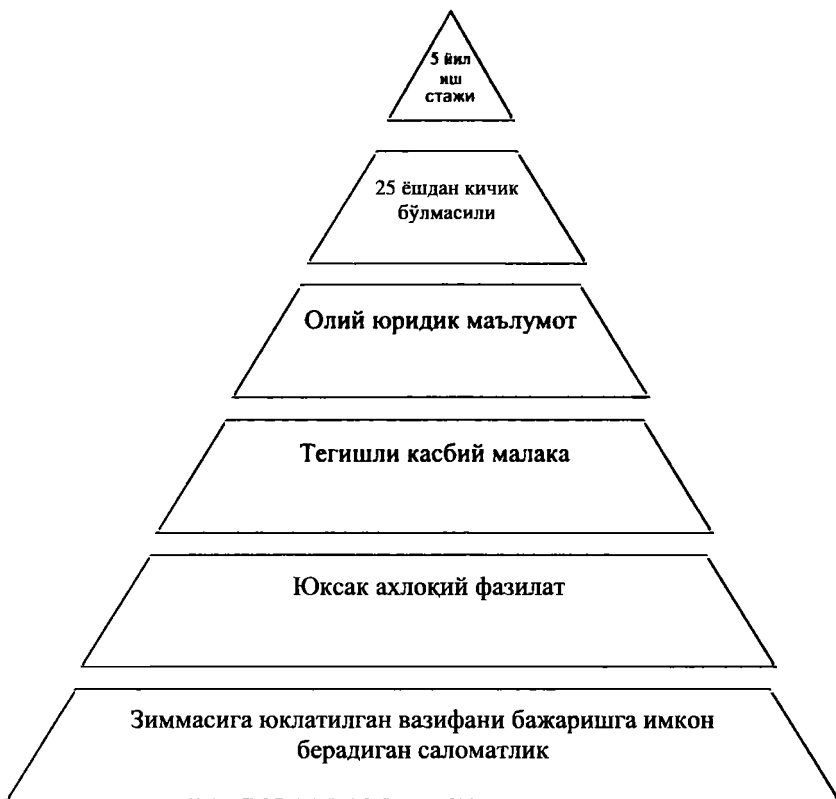 5 йил
иш
стажи
25 ёшдан кичик
бўлмасили
Олий юридик маълумот
Тегишли касбий малака
Юксак ахлоқий фазилат
Зиммасига юклатилган вазифани бажаришга имкон
берадиган саломатлик